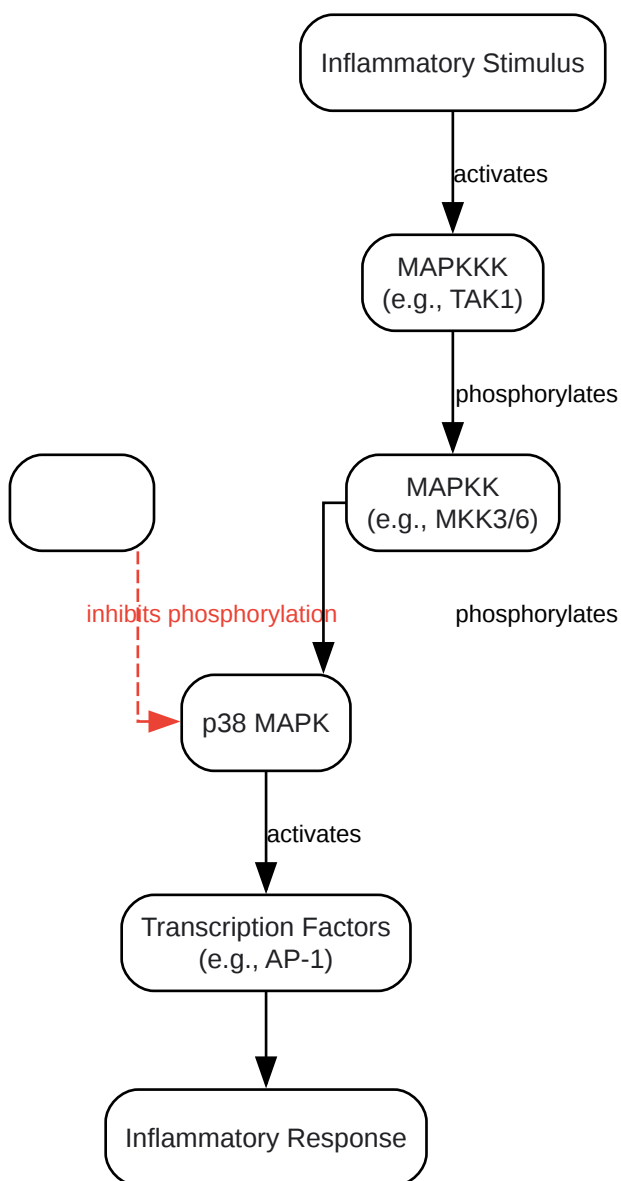 Inflammatory Stimulus
activates
MAPKKK
(e.g., TAK1)
phosphorylates
MAPKK
(e.g., MKK3/6)
inhibits phosphorylation
phosphorylates
p38 MAPK
activates
Transcription Factors
(e.g., AP-1)
Inflammatory Response